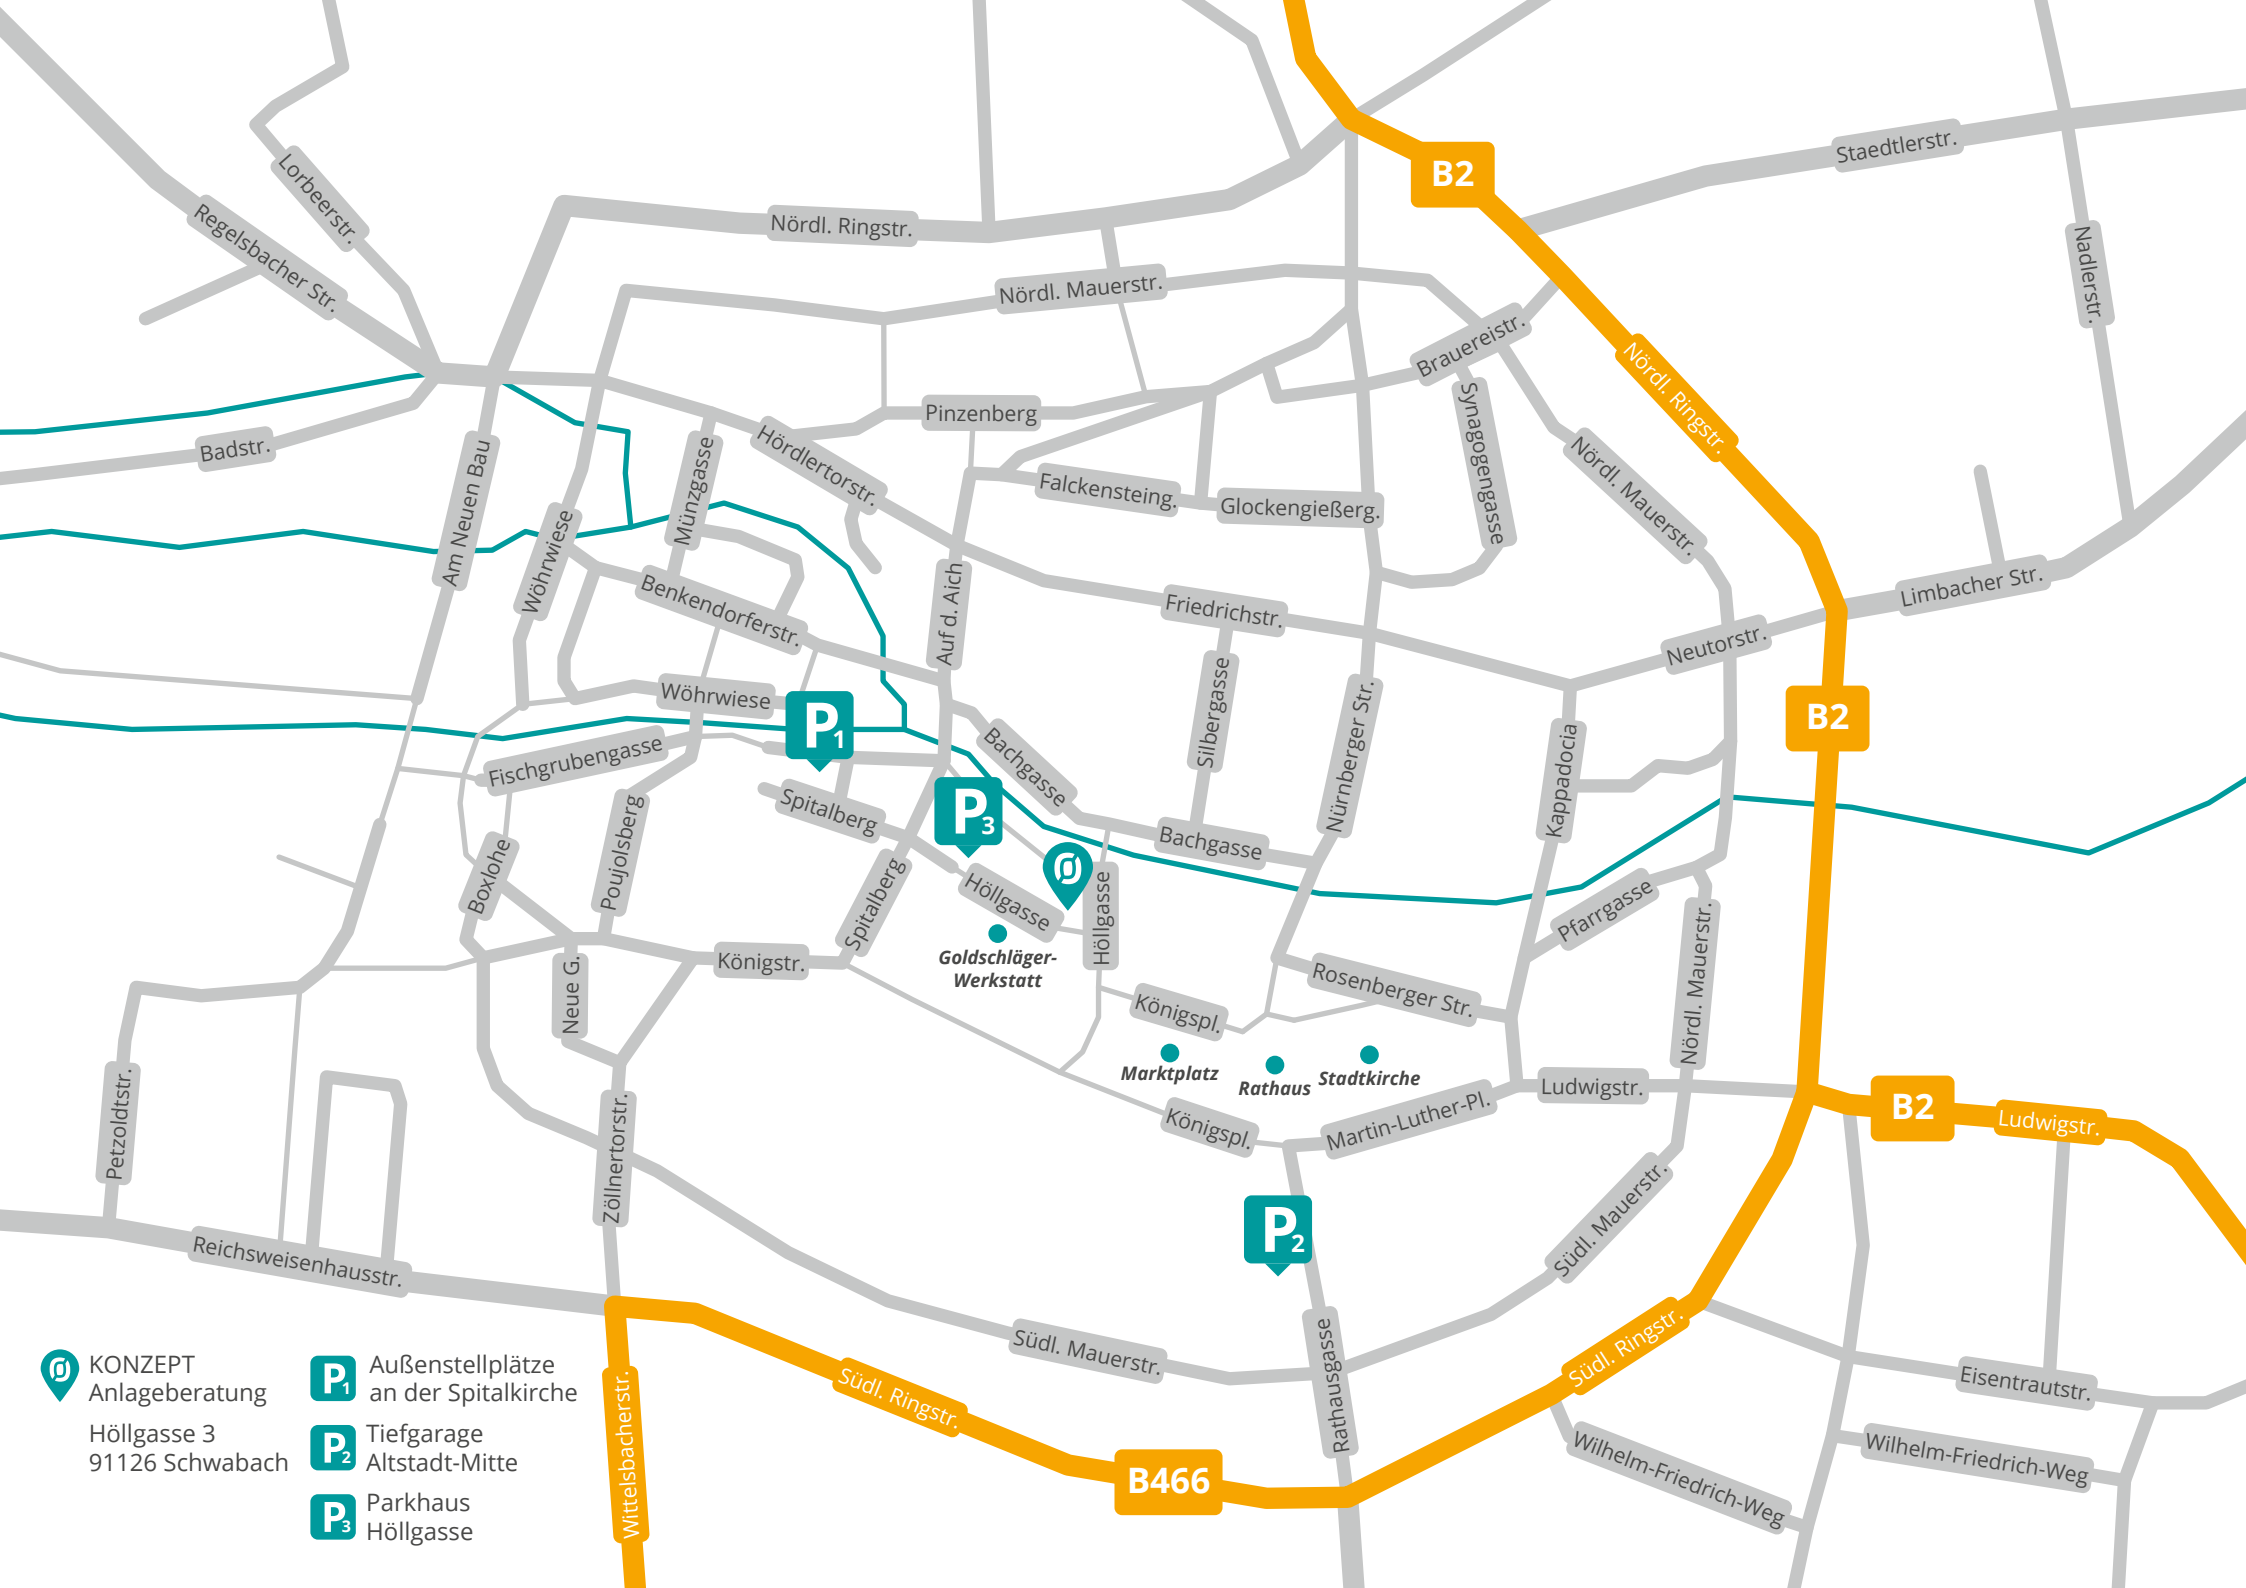 B2
Staedtlerstr.
Lorbeerstr.
Regelsbacher Str.
Nördl. Ringstr.
Nadlerstr.
Nördl. Mauerstr.
Brauereistr.
Nördl. Ringstr.
Pinzenberg
Synagogengasse
Badstr.
Hördlertorstr.
Münzgasse
Am Neuen Bau
Falckensteing.
Glockengießerg.
Nördl. Mauerstr.
Wöhrwiese
Limbacher Str.
Benkendorferstr.
Auf d. Aich
Friedrichstr.
Neutorstr.
Wöhrwiese
Silbergasse
Nürnberger Str.
B2
P1
Fischgrubengasse
Bachgasse
Kappadocia
Spitalberg
P3
Poujolsberg
Bachgasse
Boxlohe
Spitalberg
Höllgasse
Höllgasse
Pfarrgasse
Goldschläger-
Werkstatt
Königstr.
Neue G.
Rosenberger Str.
Nördl. Mauerstr.
Königspl.
Marktplatz
Rathaus
Stadtkirche
Ludwigstr.
B2
Ludwigstr.
Petzoldtstr.
Zöllnertorstr.
Königspl.
Martin-Luther-Pl.
Südl. Mauerstr.
P2
Reichsweisenhausstr.
Südl. Mauerstr.
Rathausgasse
Südl. Ringstr.
Eisentrautstr.
Südl. Ringstr.
Wittelsbacherstr.
B466
Wilhelm-Friedrich-Weg
Wilhelm-Friedrich-Weg
KONZEPT
Anlageberatung
Höllgasse 3
91126 Schwabach
P1
Außenstellplätze
an der Spitalkirche
P2
Tiefgarage
Altstadt-Mitte
P3
Parkhaus
Höllgasse